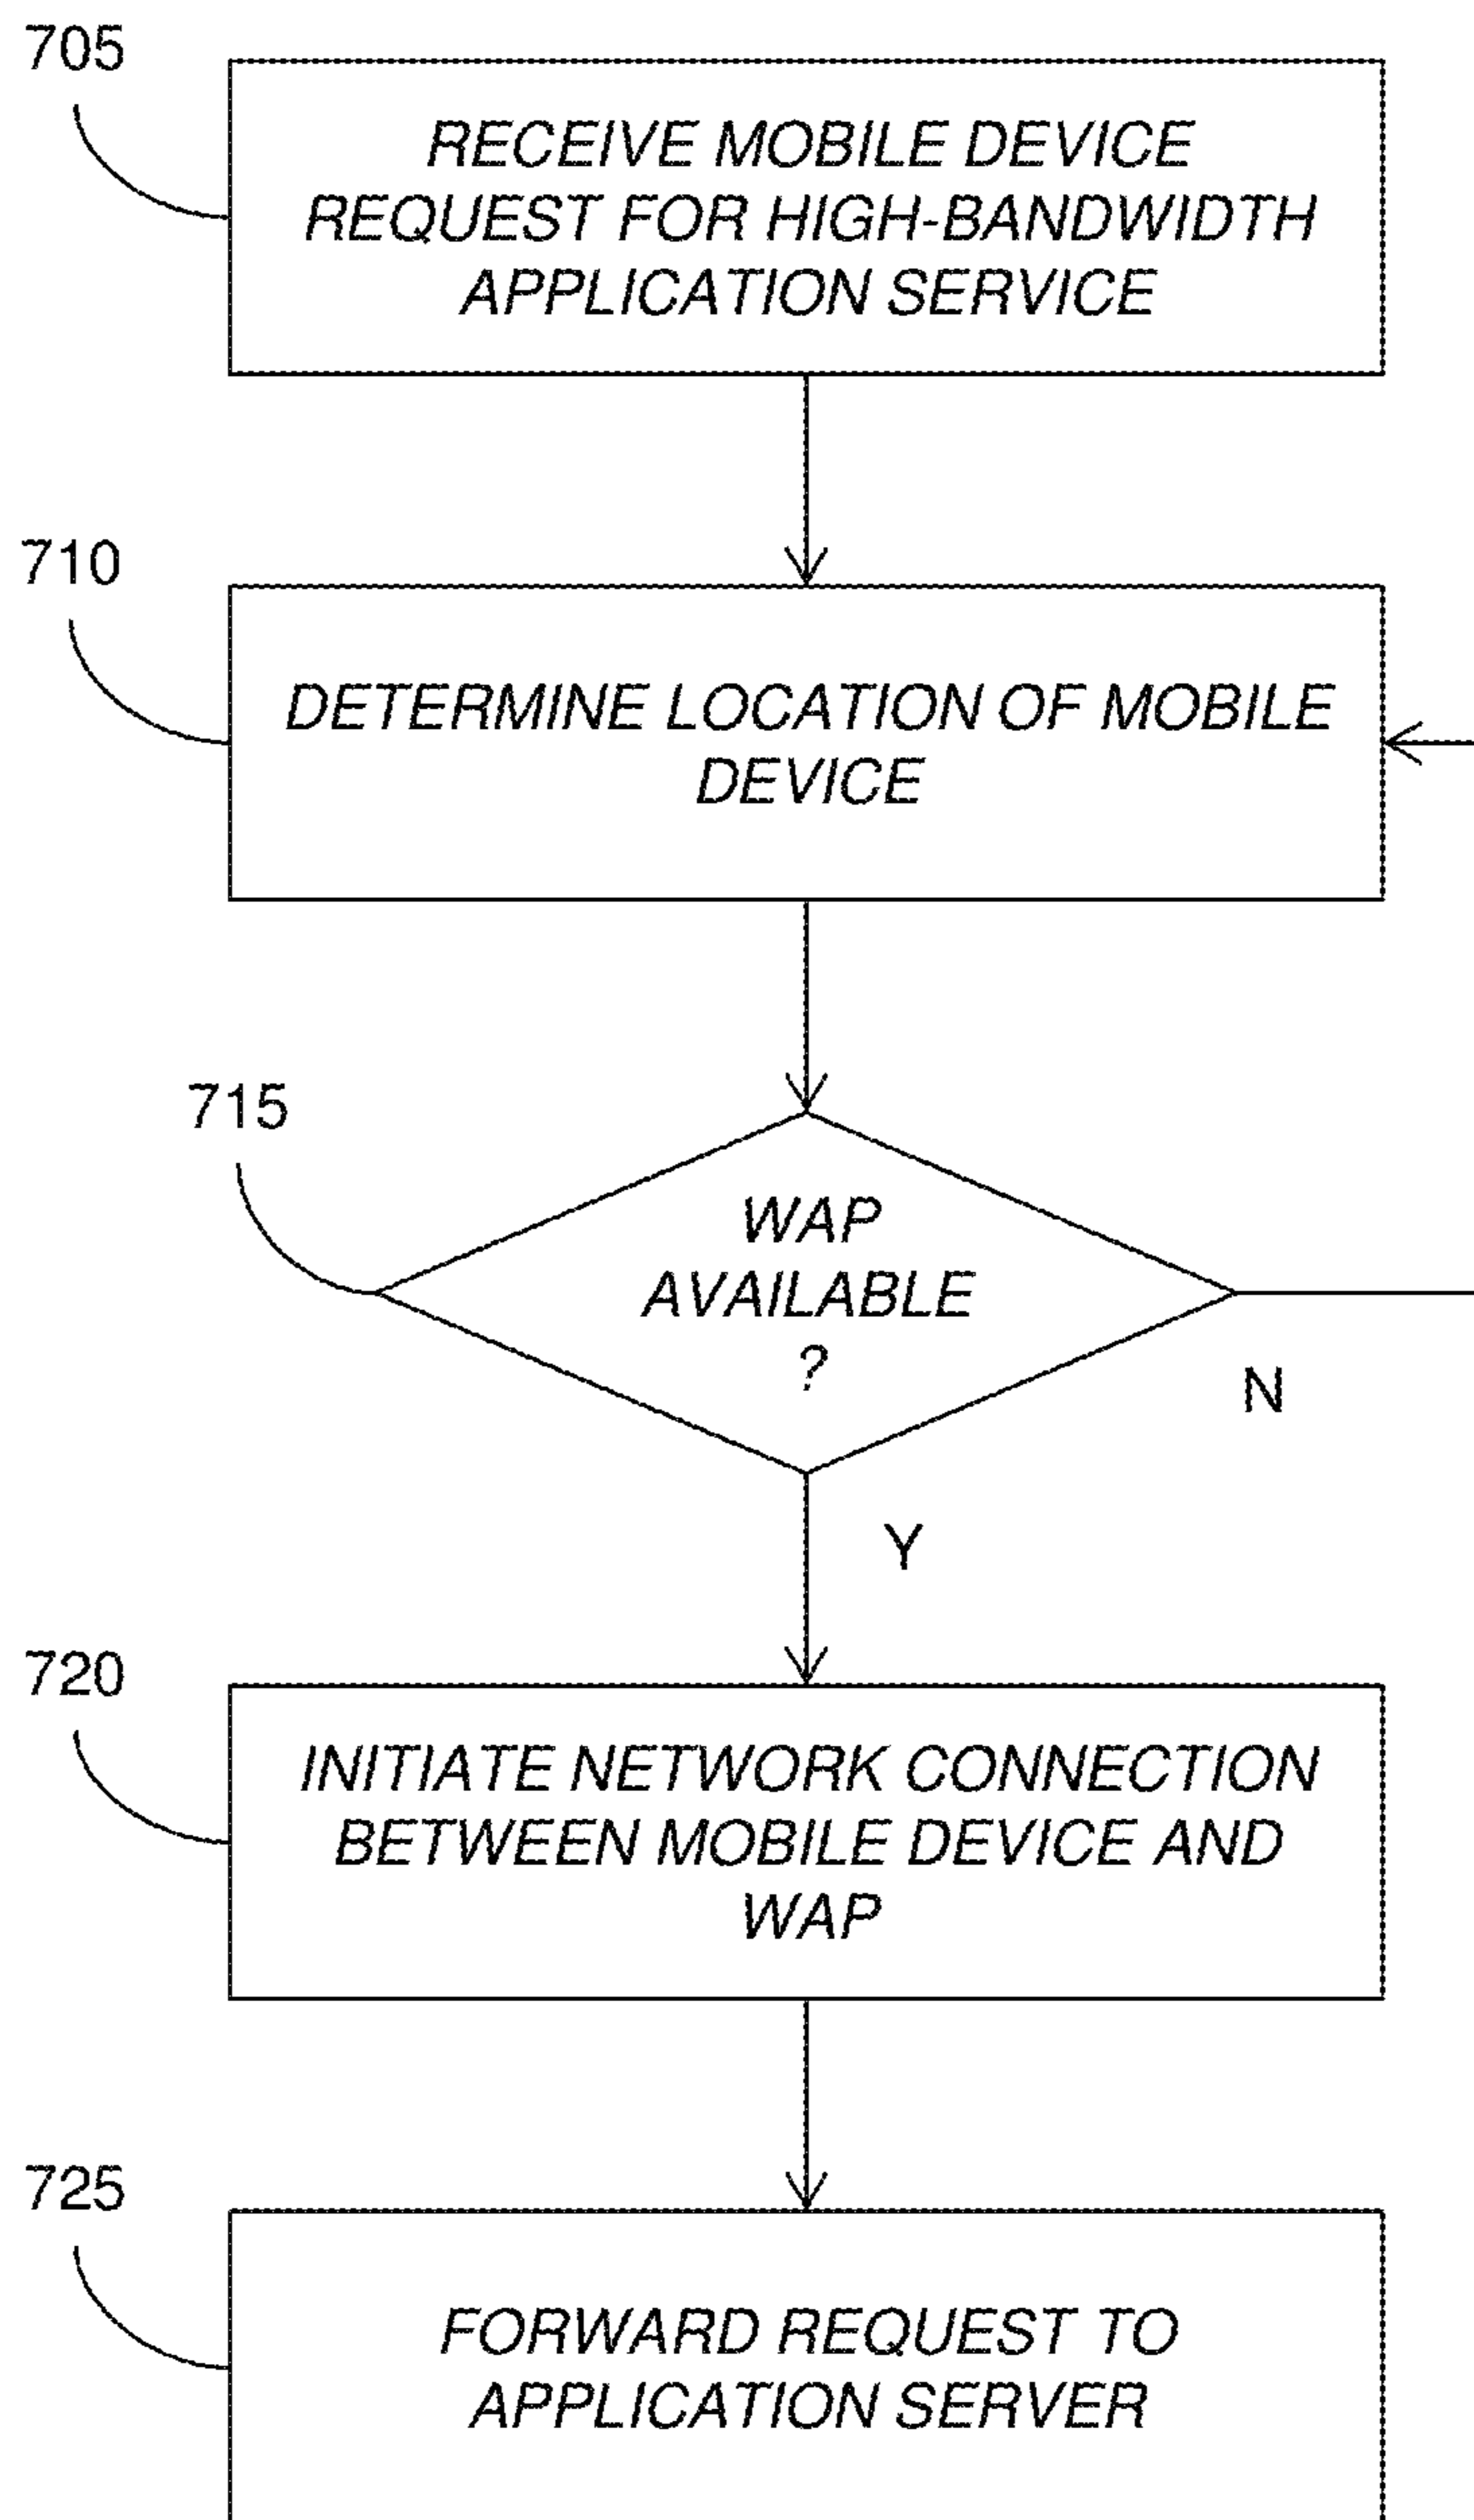 705
RECEIVE MOBILE DEVICE
REQUEST FOR HIGH-BANDWIDTH
APPLICATION SERVICE
710
DETERMINE LOCATION OF MOBILE
DEVICE
715
WAP
AVAILABLE
?
N
Y
720
INITIATE NETWORK CONNECTION
BETWEEN MOBILE DEVICE AND
WAP
725
FORWARD REQUEST TO
APPLICATION SERVER